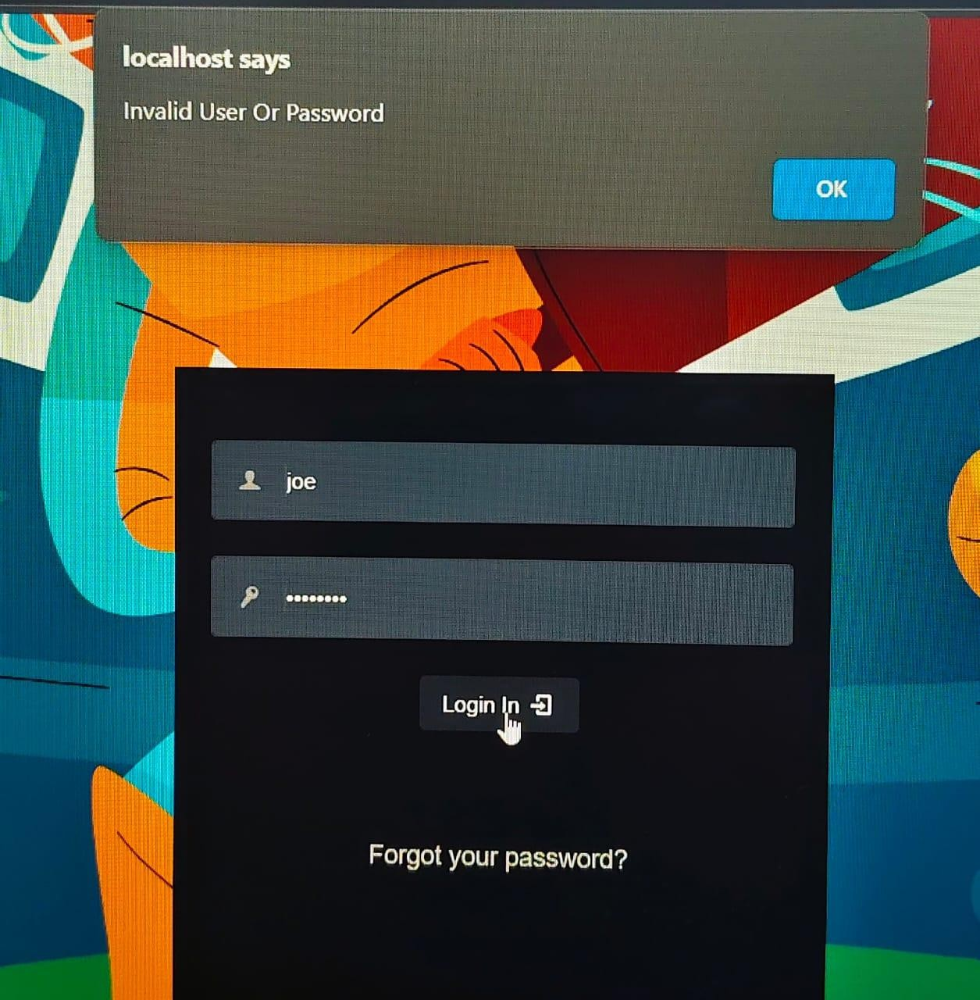 localhost says
Invalid User Or Password
OK
joe
••••••••
Login In
Forgot your password?